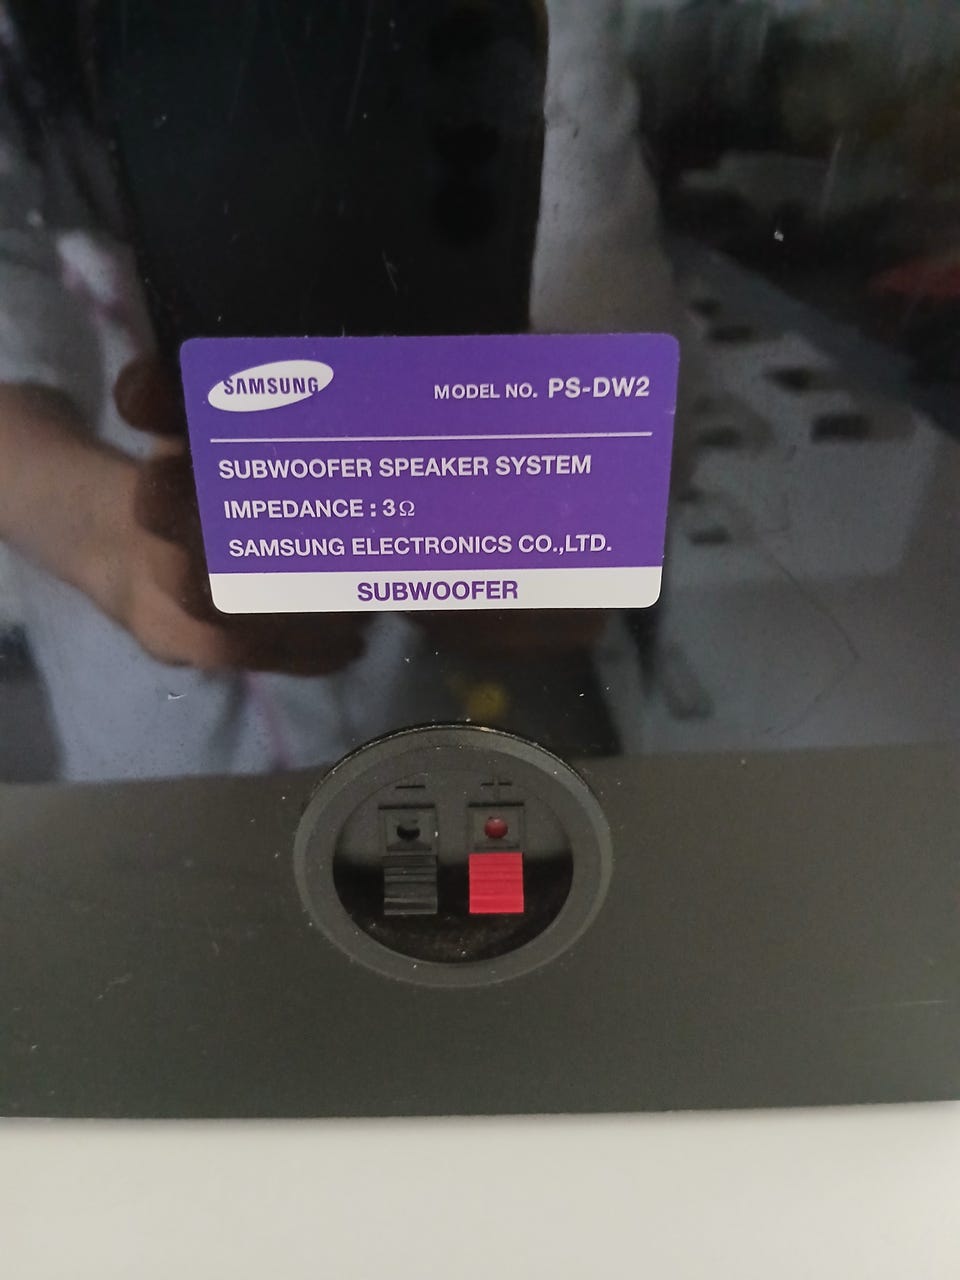 SAMSUNG
MODEL NO. PS-DW2
SUBWOOFER SPEAKER SYSTEM
IMPEDANCE : 3Ω
SAMSUNG ELECTRONICS CO.,LTD.
SUBWOOFER
− +